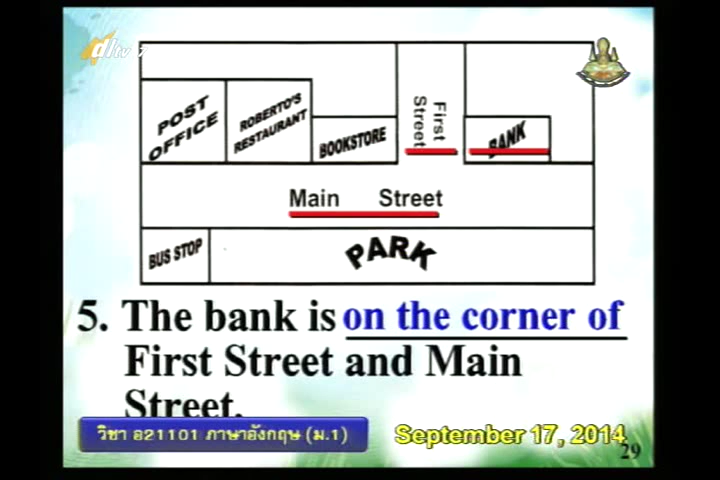 dltv 7
POST
OFFICE
ROBERTO'S
RESTAURANT
BOOKSTORE
First
Street
BANK
Main Street
BUS STOP
PARK
5. The bank is on the corner of
First Street and Main
Street.
วิชา อ21101 ภาษาอังกฤษ (ม.1)
September 17, 2014
29